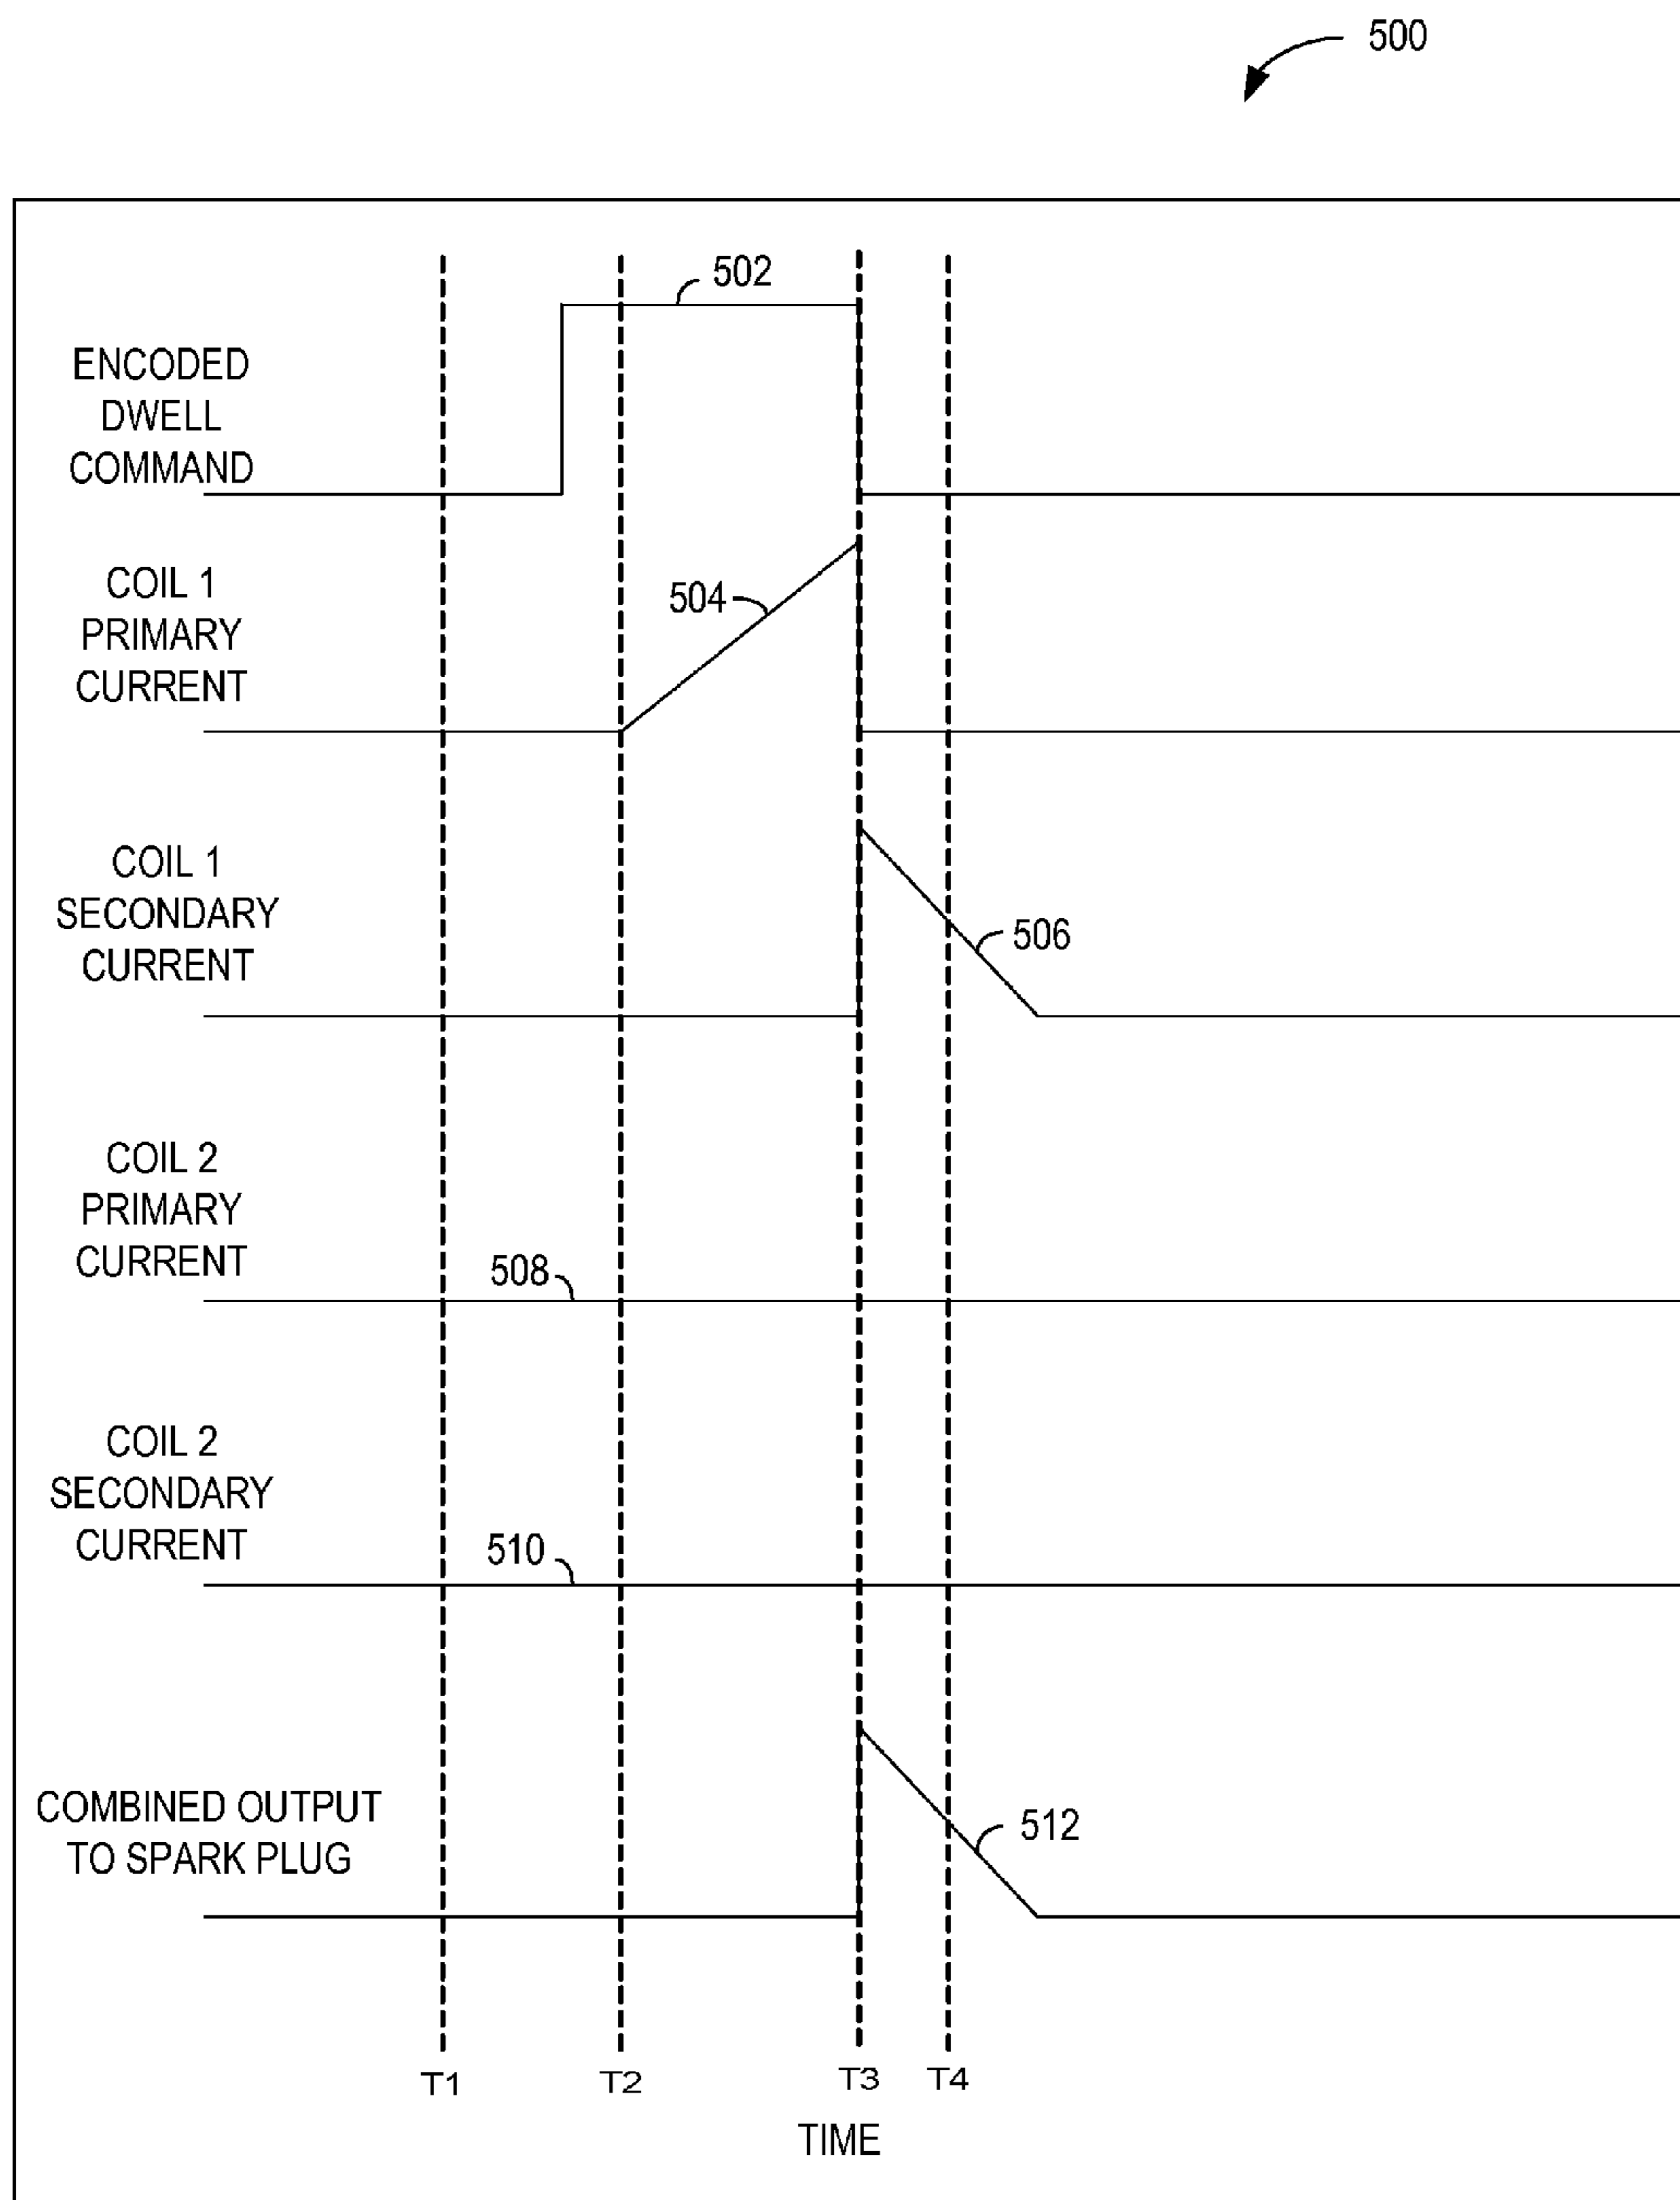 500
502
ENCODED
DWELL
COMMAND
COIL 1
PRIMARY
CURRENT
504
COIL 1
SECONDARY
CURRENT
506
COIL 2
PRIMARY
CURRENT
508
COIL 2
SECONDARY
CURRENT
510
COMBINED OUTPUT
TO SPARK PLUG
512
T1 T2 T3 T4
TIME